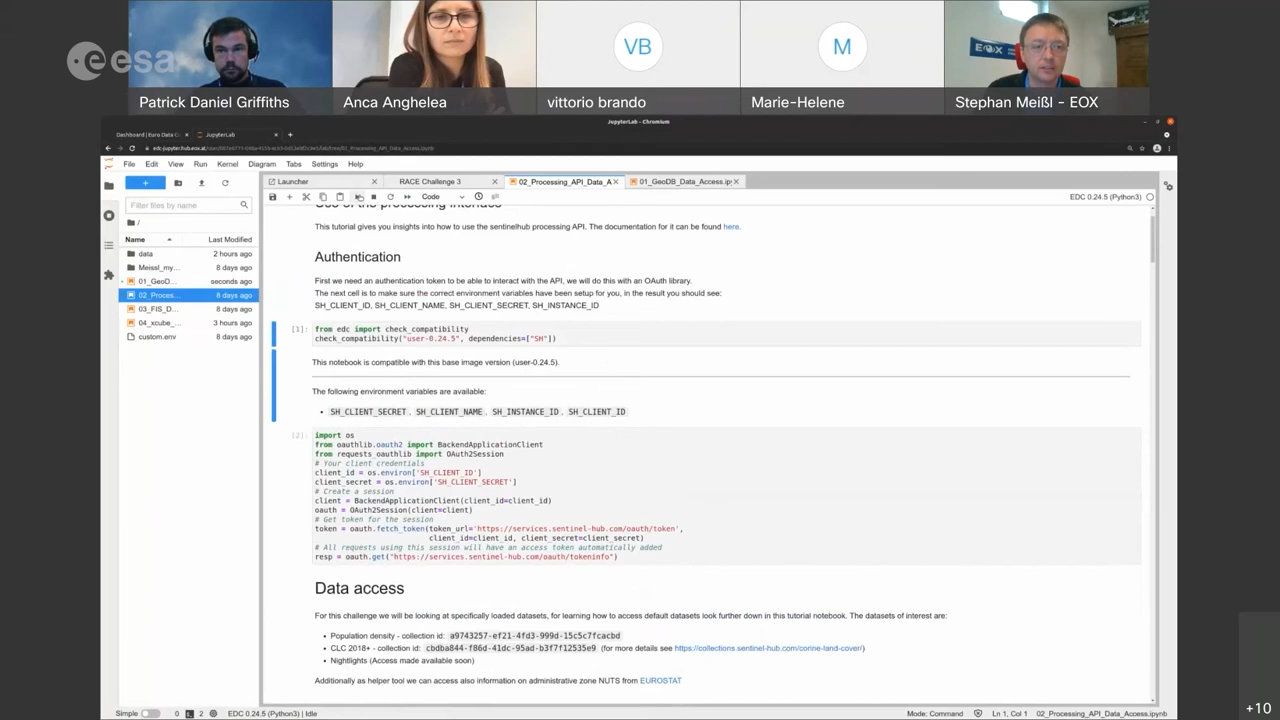 esa
VB
M
EOX
Patrick Daniel Griffiths
Anca Anghelea
vittorio brando
Marie-Helene
Stephan Meißl - EOX
JupyterLab - Chromium
Dashboard | Euro Data C
JupyterLab
File Edit View Run Kernel Diagram Tabs Settings Help
Launcher
RACE Challenge 3
02_Processing_API_Data_A
01_GeoDB_Data_Access.ipy
Code
EDC 0.24.5 (Python3)
Filter files by name
/
Name Last Modified
data 2 hours ago
Meissl_my... 8 days ago
01_GeoD... seconds ago
02_Proces... 8 days ago
03_FIS_D... 8 days ago
04_xcube_... 3 hours ago
custom.env 8 days ago
Use of the processing interface
This tutorial gives you insights into how to use the sentinelhub processing API. The documentation for it can be found here.
Authentication
First we need an authentication token to be able to interact with the API, we will do this with an OAuth library.
The next cell is to make sure the correct environment variables have been setup for you, in the result you should see:
SH_CLIENT_ID, SH_CLIENT_NAME, SH_CLIENT_SECRET, SH_INSTANCE_ID
[1]: from edc import check_compatibility
check_compatibility("user-0.24.5", dependencies=["SH"])
This notebook is compatible with this base image version (user-0.24.5).
The following environment variables are available:
• SH_CLIENT_SECRET, SH_CLIENT_NAME, SH_INSTANCE_ID, SH_CLIENT_ID
[2]: import os
from oauthlib.oauth2 import BackendApplicationClient
from requests_oauthlib import OAuth2Session
# Your client credentials
client_id = os.environ['SH_CLIENT_ID']
client_secret = os.environ['SH_CLIENT_SECRET']
# Create a session
client = BackendApplicationClient(client_id=client_id)
oauth = OAuth2Session(client=client)
# Get token for the session
token = oauth.fetch_token(token_url='https://services.sentinel-hub.com/oauth/token',
client_id=client_id, client_secret=client_secret)
# All requests using this session will have an access token automatically added
resp = oauth.get("https://services.sentinel-hub.com/oauth/tokeninfo")
Data access
For this challenge we will be looking at specifically loaded datasets, for learning how to access default datasets look further down in this tutorial notebook. The datasets of interest are:
• Population density - collection id: a9743257-ef21-4fd3-999d-15c5c7fcacbd
• CLC 2018+ - collection id: cbdba844-f86d-41dc-95ad-b3f7f12535e9 (for more details see https://collections.sentinel-hub.com/corine-land-cover/)
• Nightlights (Access made available soon)
Additionally as helper tool we can access also information on administrative zone NUTS from EUROSTAT
Simple 0 2 EDC 0.24.5 (Python3) | Idle
Mode: Command Ln 1, Col 1 02_Processing_API_Data_Access.ipynb
+10